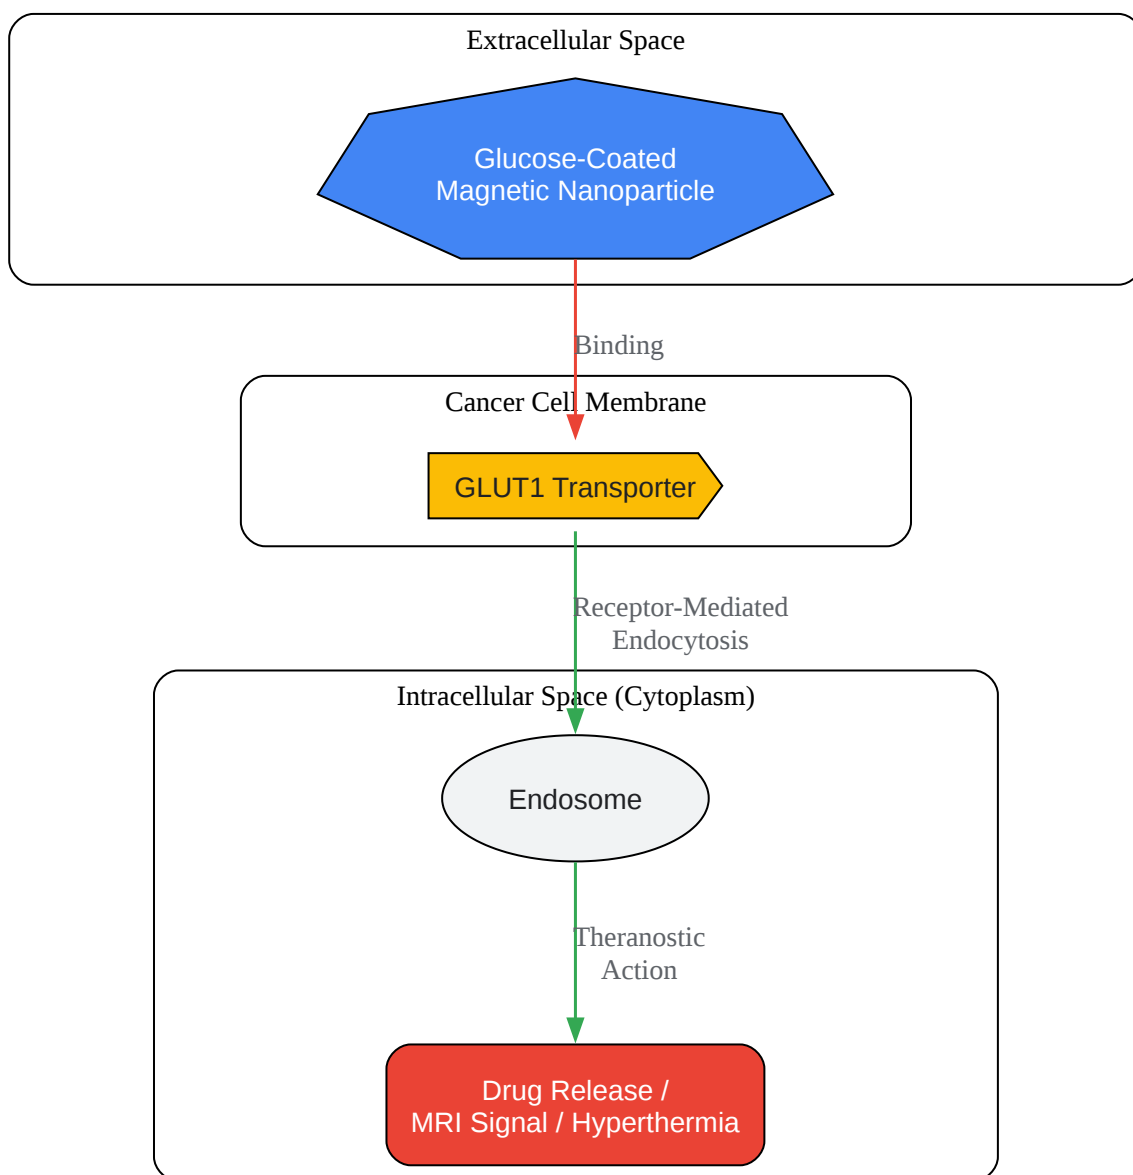 Extracellular Space
Glucose-Coated
Magnetic Nanoparticle
Binding
Cancer Cell Membrane
GLUT1 Transporter
Receptor-Mediated
Endocytosis
Intracellular Space (Cytoplasm)
Endosome
Theranostic
Action
Drug Release /
MRI Signal / Hyperthermia